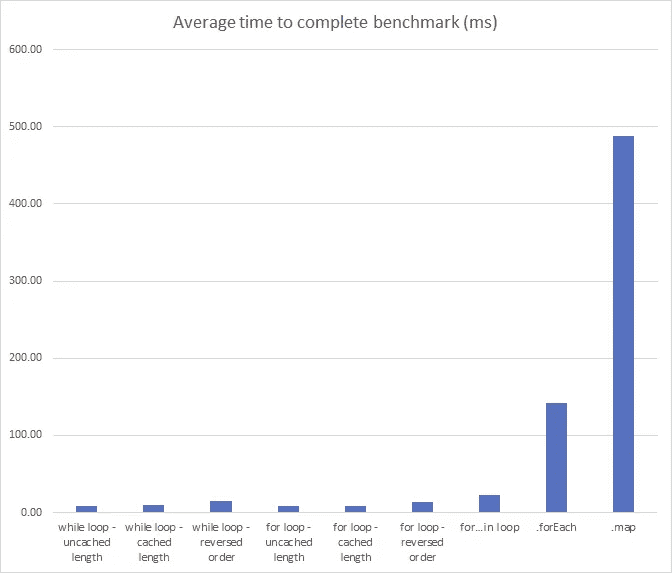 Average time to complete benchmark (ms)
600.00
500.00
400.00
300.00
200.00
100.00
0.00
while loop -
uncached
length
while loop -
cached
length
while loop -
reversed
order
for loop -
uncached
length
for loop -
cached
length
for loop -
reversed
order
for...in loop
.forEach
.map